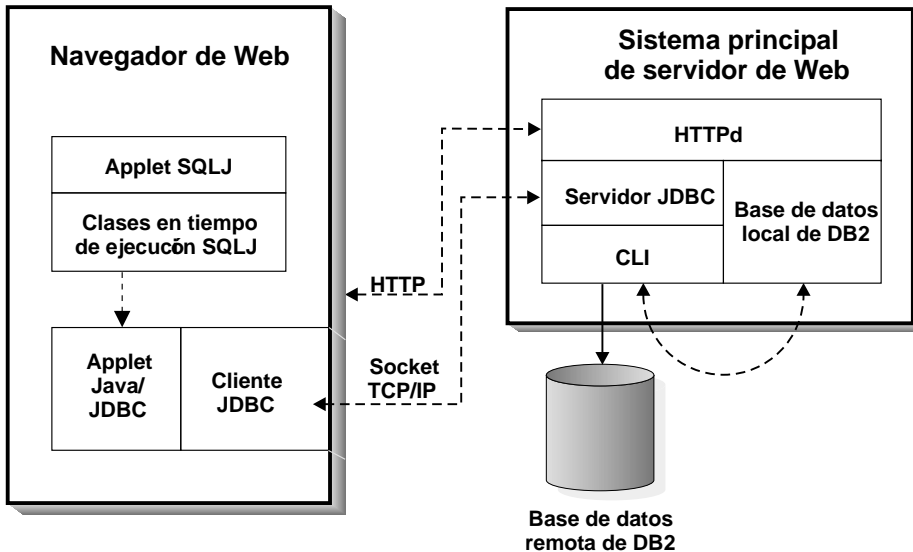 Navegador de Web
Applet SQLJ
Clases en tiempo
de ejecución SQLJ
Applet
Java/
JDBC
Cliente
JDBC
HTTP
Socket
TCP/IP
Sistema principal
de servidor de Web
HTTPd
Servidor JDBC
CLI
Base de datos
local de DB2
Base de datos
remota de DB2